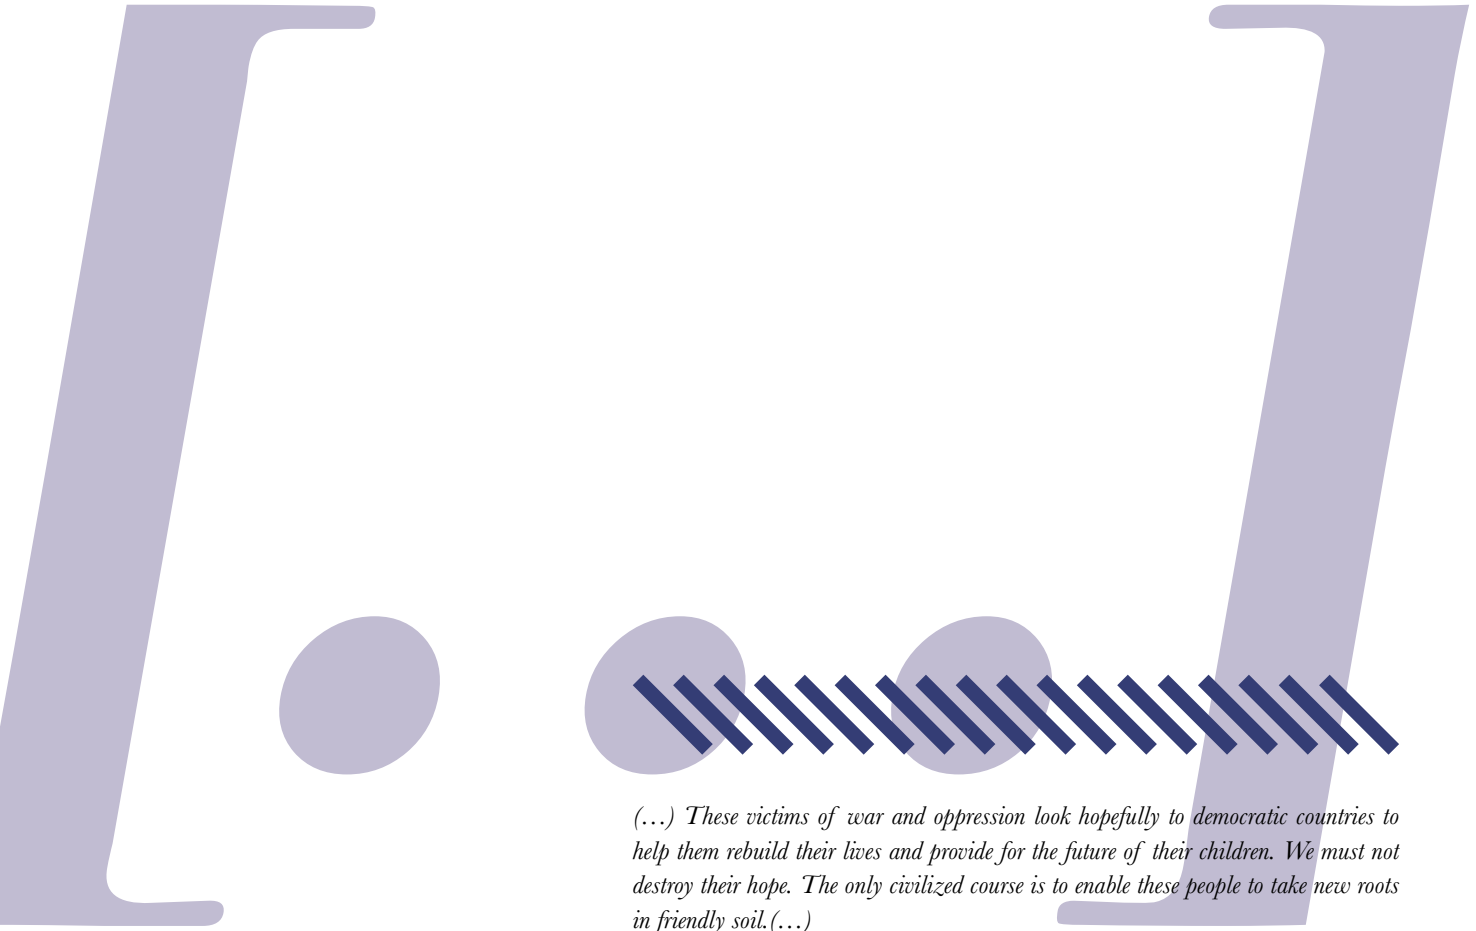 [...]
(…) These victims of war and oppression look hopefully to democratic countries to
help them rebuild their lives and provide for the future of their children. We must not
destroy their hope. The only civilized course is to enable these people to take new roots
in friendly soil.(…)